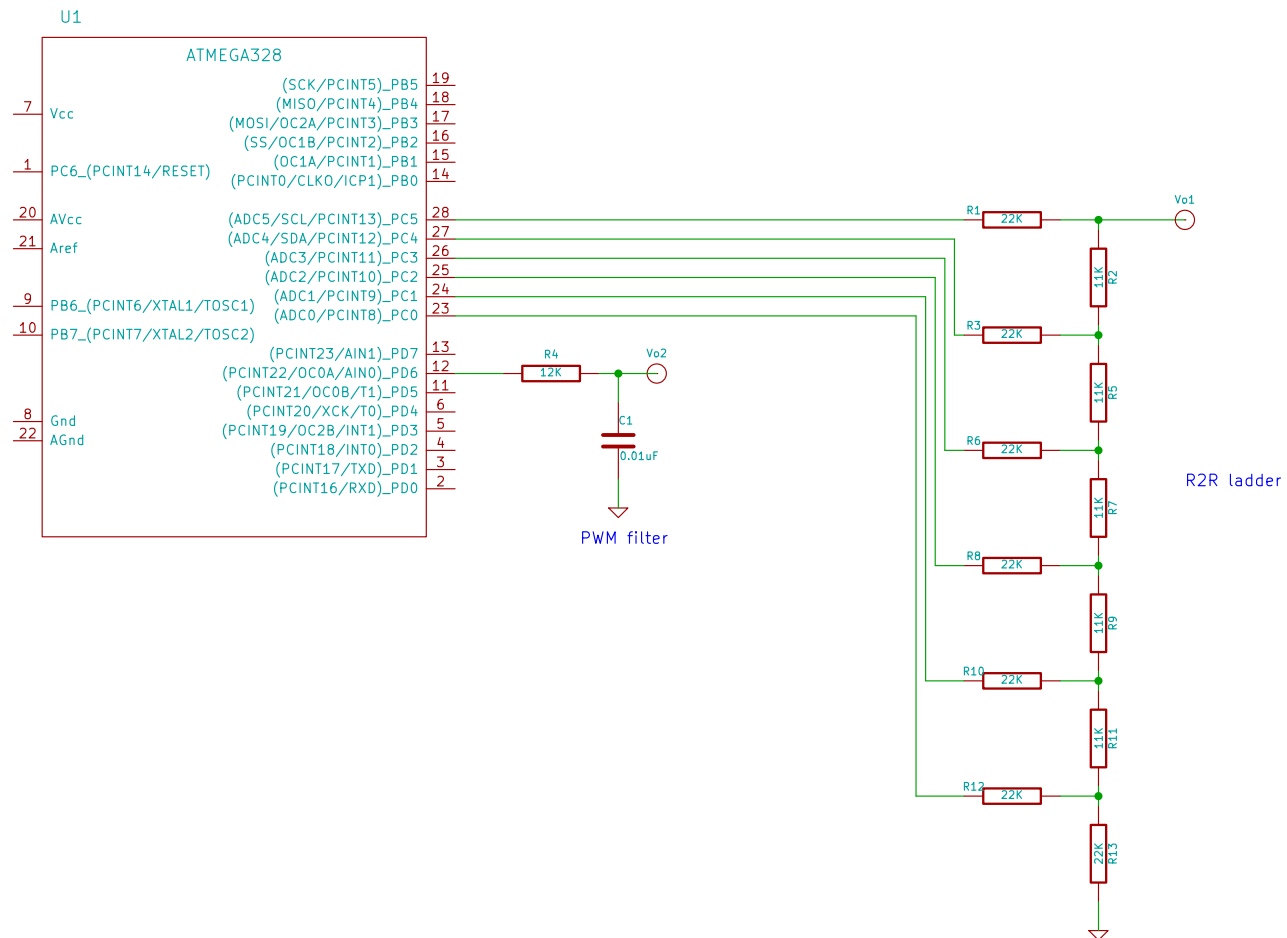 U1
ATMEGA328
7 Vcc
1 PC6_(PCINT14/RESET)
20 AVcc
21 Aref
9 PB6_(PCINT6/XTAL1/TOSC1)
10 PB7_(PCINT7/XTAL2/TOSC2)
8 Gnd
22 AGnd
(SCK/PCINT5)_PB5 19
(MISO/PCINT4)_PB4 18
(MOSI/OC2A/PCINT3)_PB3 17
(SS/OC1B/PCINT2)_PB2 16
(OC1A/PCINT1)_PB1 15
(PCINT0/CLKO/ICP1)_PB0 14
(ADC5/SCL/PCINT13)_PC5 28
(ADC4/SDA/PCINT12)_PC4 27
(ADC3/PCINT11)_PC3 26
(ADC2/PCINT10)_PC2 25
(ADC1/PCINT9)_PC1 24
(ADC0/PCINT8)_PC0 23
(PCINT23/AIN1)_PD7 13
(PCINT22/OC0A/AIN0)_PD6 12
(PCINT21/OC0B/T1)_PD5 11
(PCINT20/XCK/T0)_PD4 6
(PCINT19/OC2B/INT1)_PD3 5
(PCINT18/INT0)_PD2 4
(PCINT17/TXD)_PD1 3
(PCINT16/RXD)_PD0 2
R4
12K
Vo2
C1
0.01uF
PWM filter
Vo1
R1
22K
11K
R2
R3
22K
11K
R5
R6
22K
11K
R7
R2R ladder
R8
22K
11K
R9
R10
22K
11K
R11
R12
22K
22K
R13